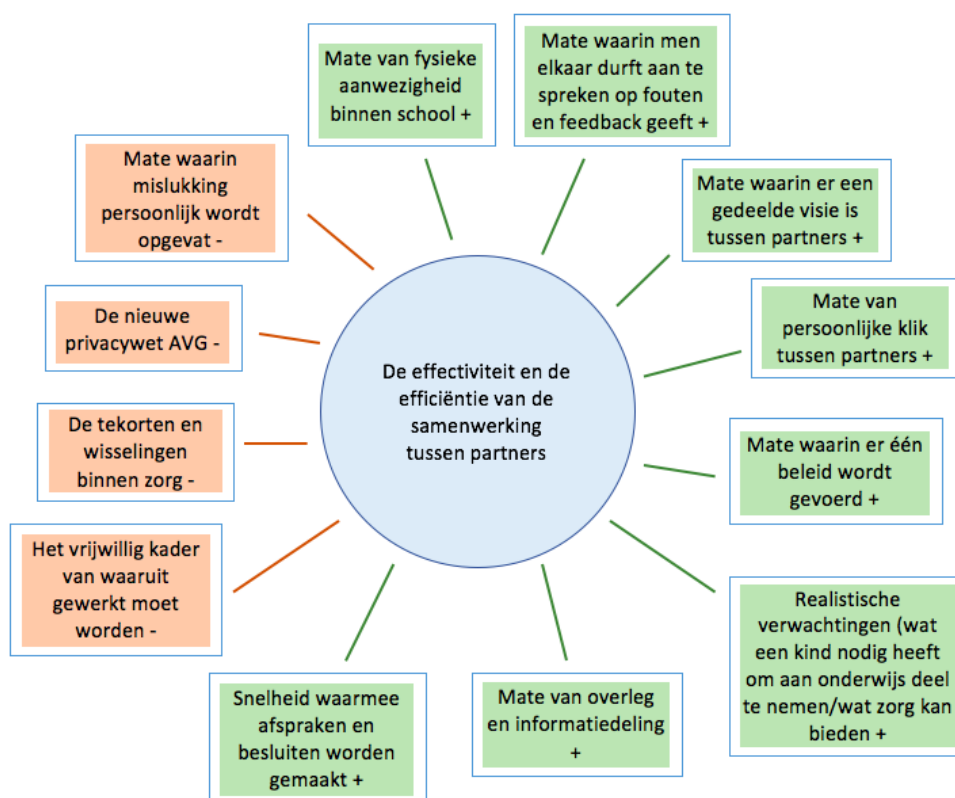 Mate van fysieke
aanwezigheid
binnen school +
Mate waarin men
elkaar durft aan te
spreken op fouten
en feedback geeft +
Mate waarin er een
gedeelde visie is
tussen partners +
Mate van
persoonlijke klik
tussen partners +
Mate waarin er één
beleid wordt
gevoerd +
Realistische
verwachtingen (wat
een kind nodig heeft
om aan onderwijs deel
te nemen/wat zorg kan
bieden +
Mate van overleg
en informatiedeling
+
Snelheid waarmee
afspraken en
besluiten worden
gemaakt +
Het vrijwillig kader
van waaruit
gewerkt moet
worden -
De tekorten en
wisselingen
binnen zorg -
De nieuwe
privacywet AVG -
Mate waarin
mislukking
persoonlijk wordt
opgevat -
De effectiviteit en de
efficiëntie van de
samenwerking
tussen partners